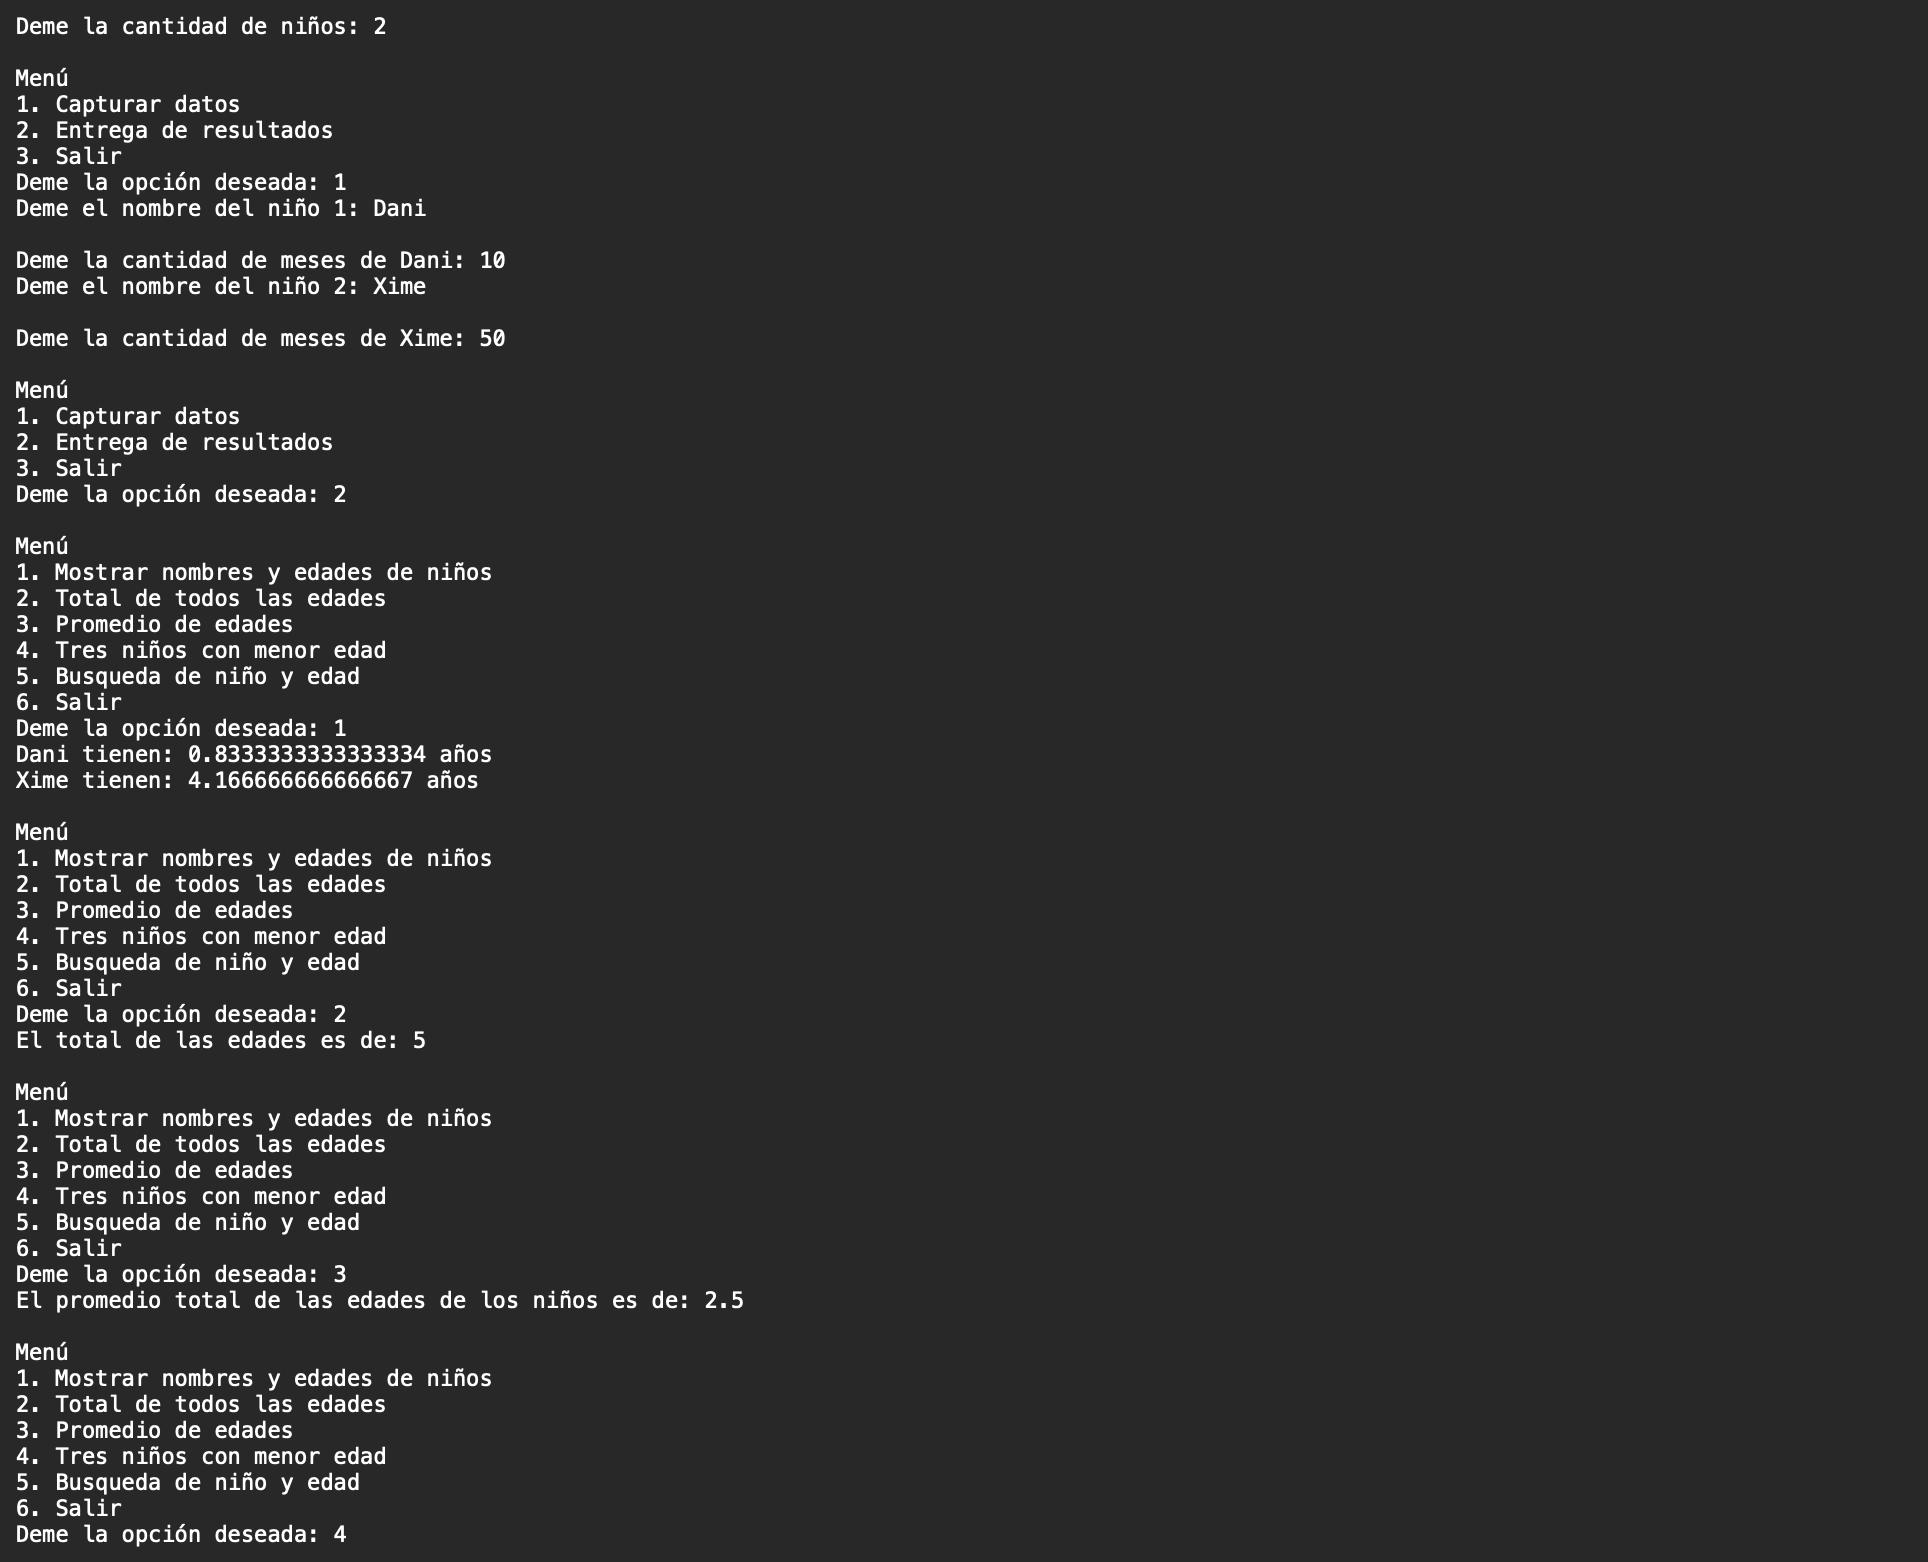 Deme la cantidad de niños: 2
Menú
1. Capturar datos
2. Entrega de resultados
3. Salir
Deme la opción deseada: 1
Deme el nombre del niño 1: Dani
Deme la cantidad de meses de Dani: 10
Deme el nombre del niño 2: Xime
Deme la cantidad de meses de Xime: 50
Menú
1. Capturar datos
2. Entrega de resultados
3. Salir
Deme la opción deseada: 2
Menú
1. Mostrar nombres y edades de niños
2. Total de todos las edades
3. Promedio de edades
4. Tres niños con menor edad
5. Busqueda de niño y edad
6. Salir
Deme la opción deseada: 1
Dani tienen: 0.8333333333333334 años
Xime tienen: 4.166666666666667 años
Menú
1. Mostrar nombres y edades de niños
2. Total de todos las edades
3. Promedio de edades
4. Tres niños con menor edad
5. Busqueda de niño y edad
6. Salir
Deme la opción deseada: 2
El total de las edades es de: 5
Menú
1. Mostrar nombres y edades de niños
2. Total de todos las edades
3. Promedio de edades
4. Tres niños con menor edad
5. Busqueda de niño y edad
6. Salir
Deme la opción deseada: 3
El promedio total de las edades de los niños es de: 2.5
Menú
1. Mostrar nombres y edades de niños
2. Total de todos las edades
3. Promedio de edades
4. Tres niños con menor edad
5. Busqueda de niño y edad
6. Salir
Deme la opción deseada: 4